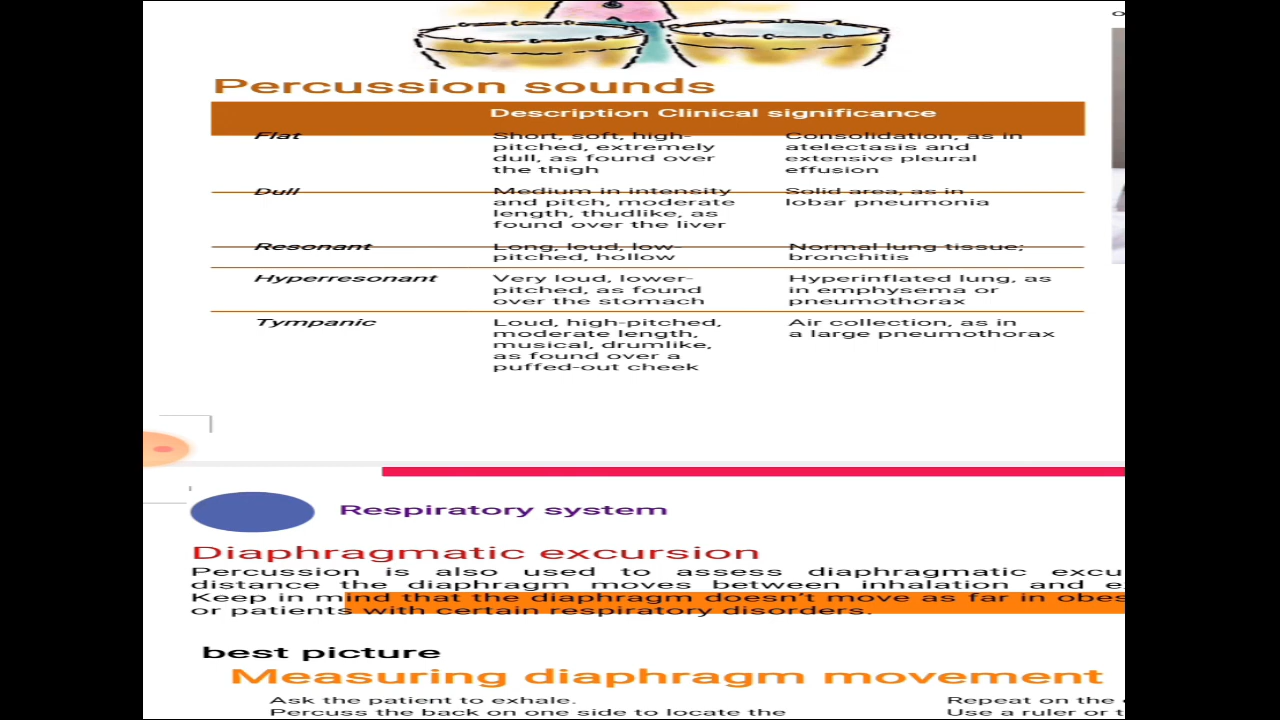 Percussion sounds
Description Clinical significance
Flat Short, soft, high- Consolidation, as in
pitched, extremely atelectasis and
dull, as found over extensive pleural
the thigh effusion
Dull Medium in intensity Solid area, as in
and pitch, moderate lobar pneumonia
length, thudlike, as
found over the liver
Resonant Long, loud, low- Normal lung tissue;
pitched, hollow bronchitis
Hyperresonant Very loud, lower- Hyperinflated lung, as
pitched, as found in emphysema or
over the stomach pneumothorax
Tympanic Loud, high-pitched, Air collection, as in
moderate length, a large pneumothorax
musical, drumlike,
as found over a
puffed-out cheek
Respiratory system
Diaphragmatic excursion
Percussion is also used to assess diaphragmatic excu
distance the diaphragm moves between inhalation and e
Keep in mind that the diaphragm doesn't move as far in obes
or patients with certain respiratory disorders.
best picture
Measuring diaphragm movement
Ask the patient to exhale. Repeat on the
Percuss the back on one side to locate the Use a ruler or t